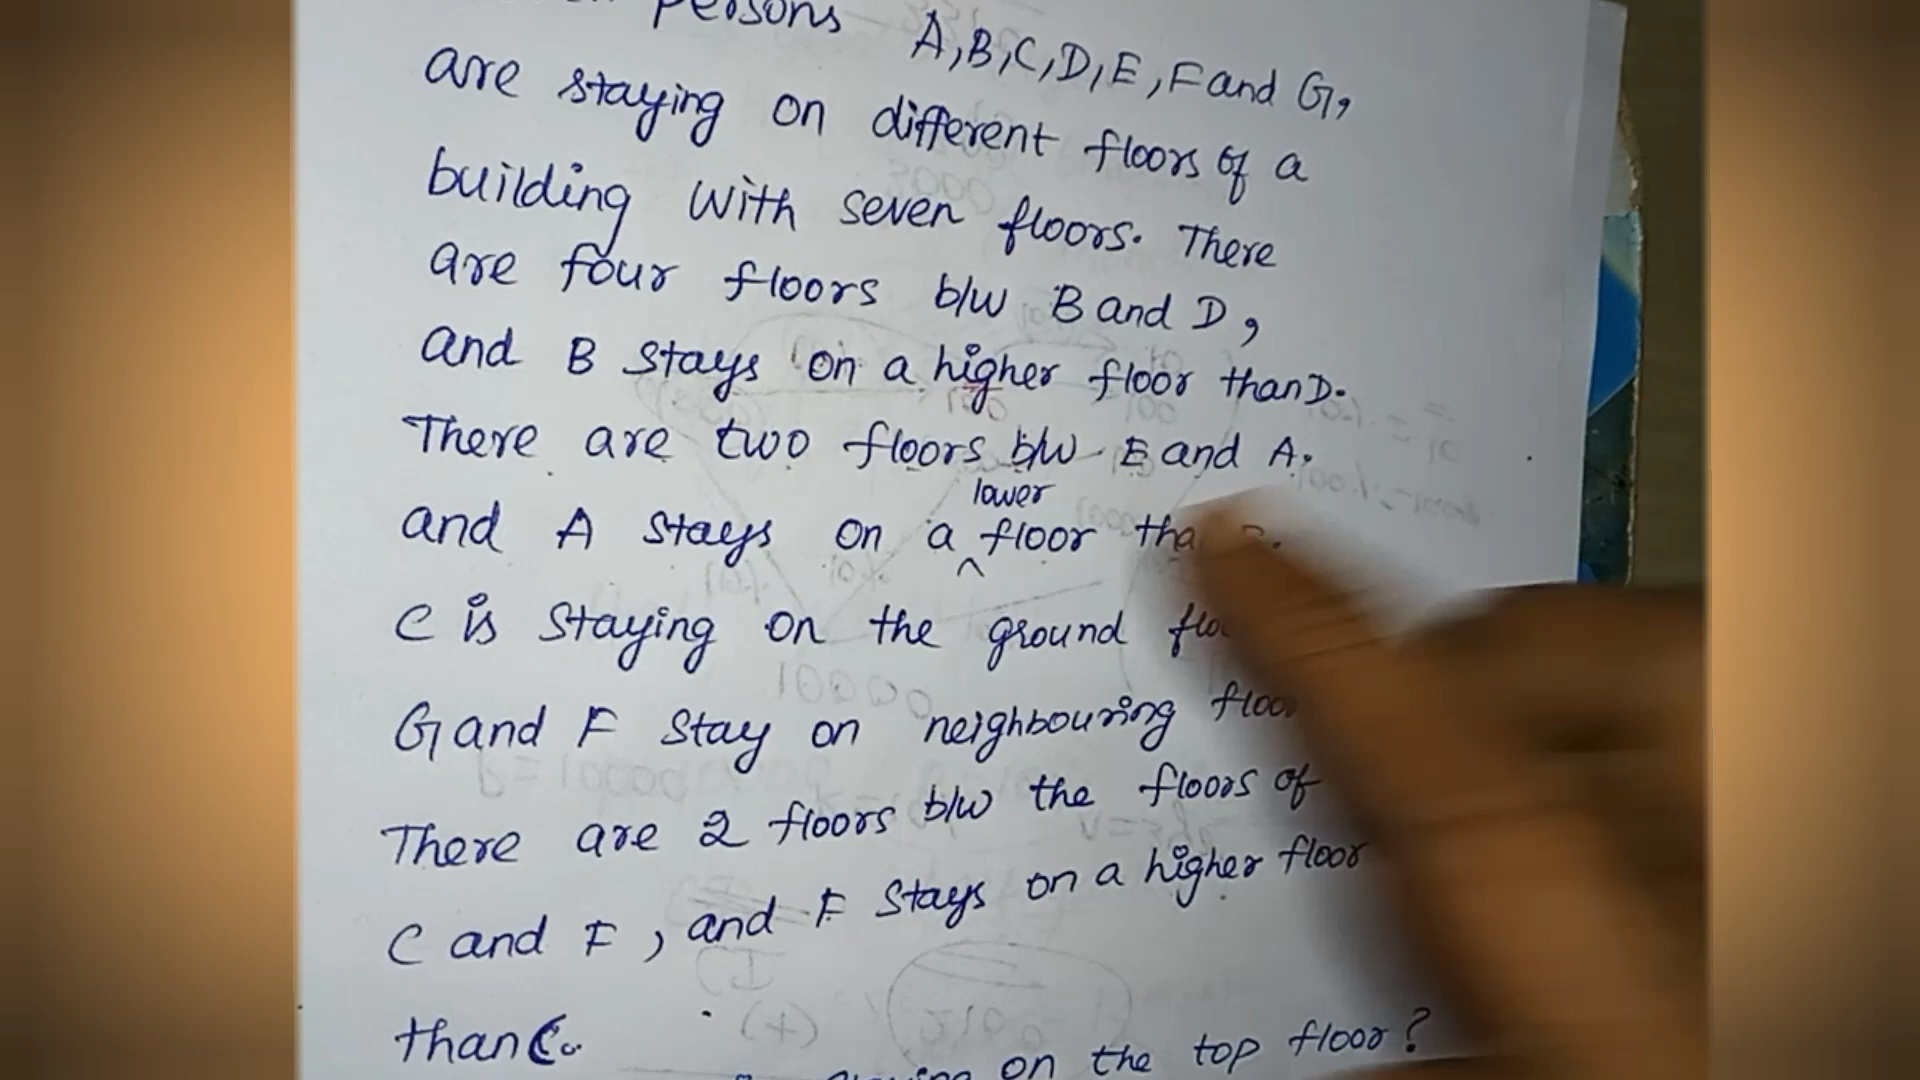 persons A, B, C, D, E, F and G,
are staying on different floors of a
building with seven floors. There
are four floors b/w B and D,
and B stays on a higher floor than D.
There are two floors b/w E and A,
lower
and A stays on a ^ floor
C is staying on the ground
G and F stay on neighbouring
There are 2 floors b/w the floors of
C and F, and F stays on a higher floor
than C.
on the top floor?